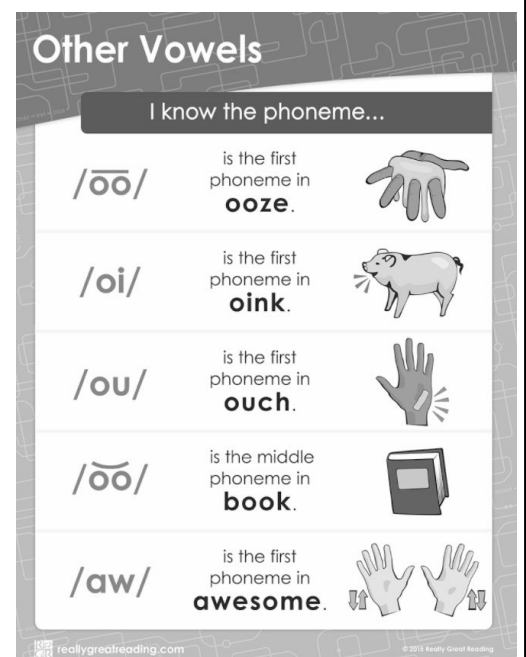 Other Vowels
I know the phoneme...
/o͞o/
is the first
phoneme in
ooze.
/oi/
is the first
phoneme in
oink.
/ou/
is the first
phoneme in
ouch.
/o͝o/
is the middle
phoneme in
book.
/aw/
is the first
phoneme in
awesome.
reallygreatreading.com
© 2015 Really Great Reading